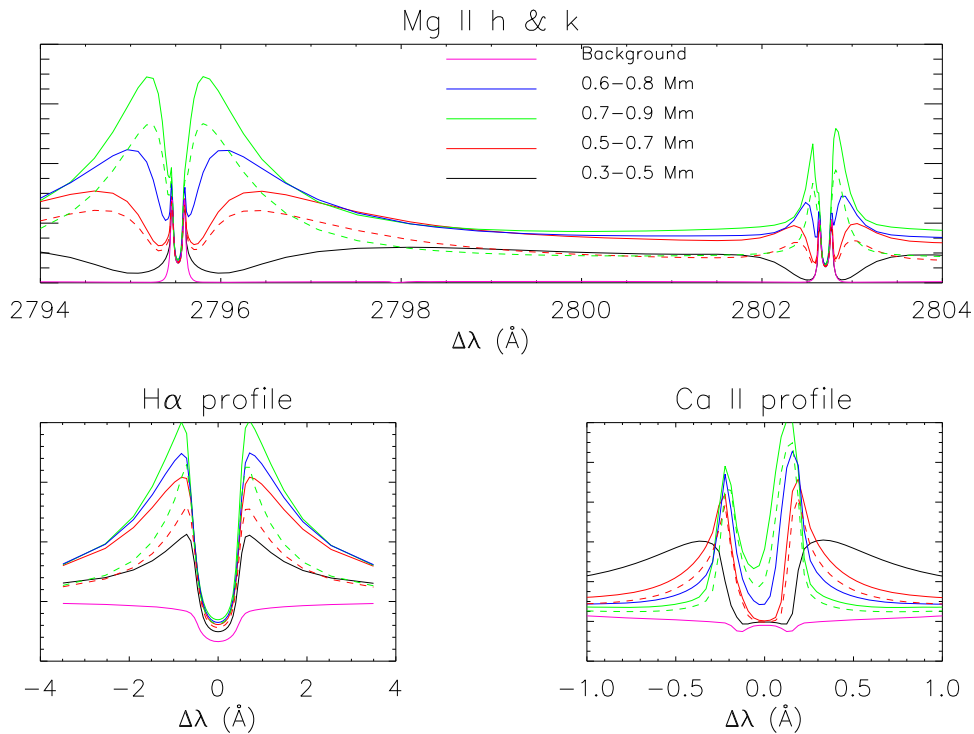 Mg II h & k
Background
0.6−0.8 Mm
0.7−0.9 Mm
0.5−0.7 Mm
0.3−0.5 Mm
2794 2796 2798 2800 2802 2804
Δλ (Å)
Hα profile
−4 −2 0 2 4
Δλ (Å)
Ca II profile
−1.0 −0.5 0.0 0.5 1.0
Δλ (Å)